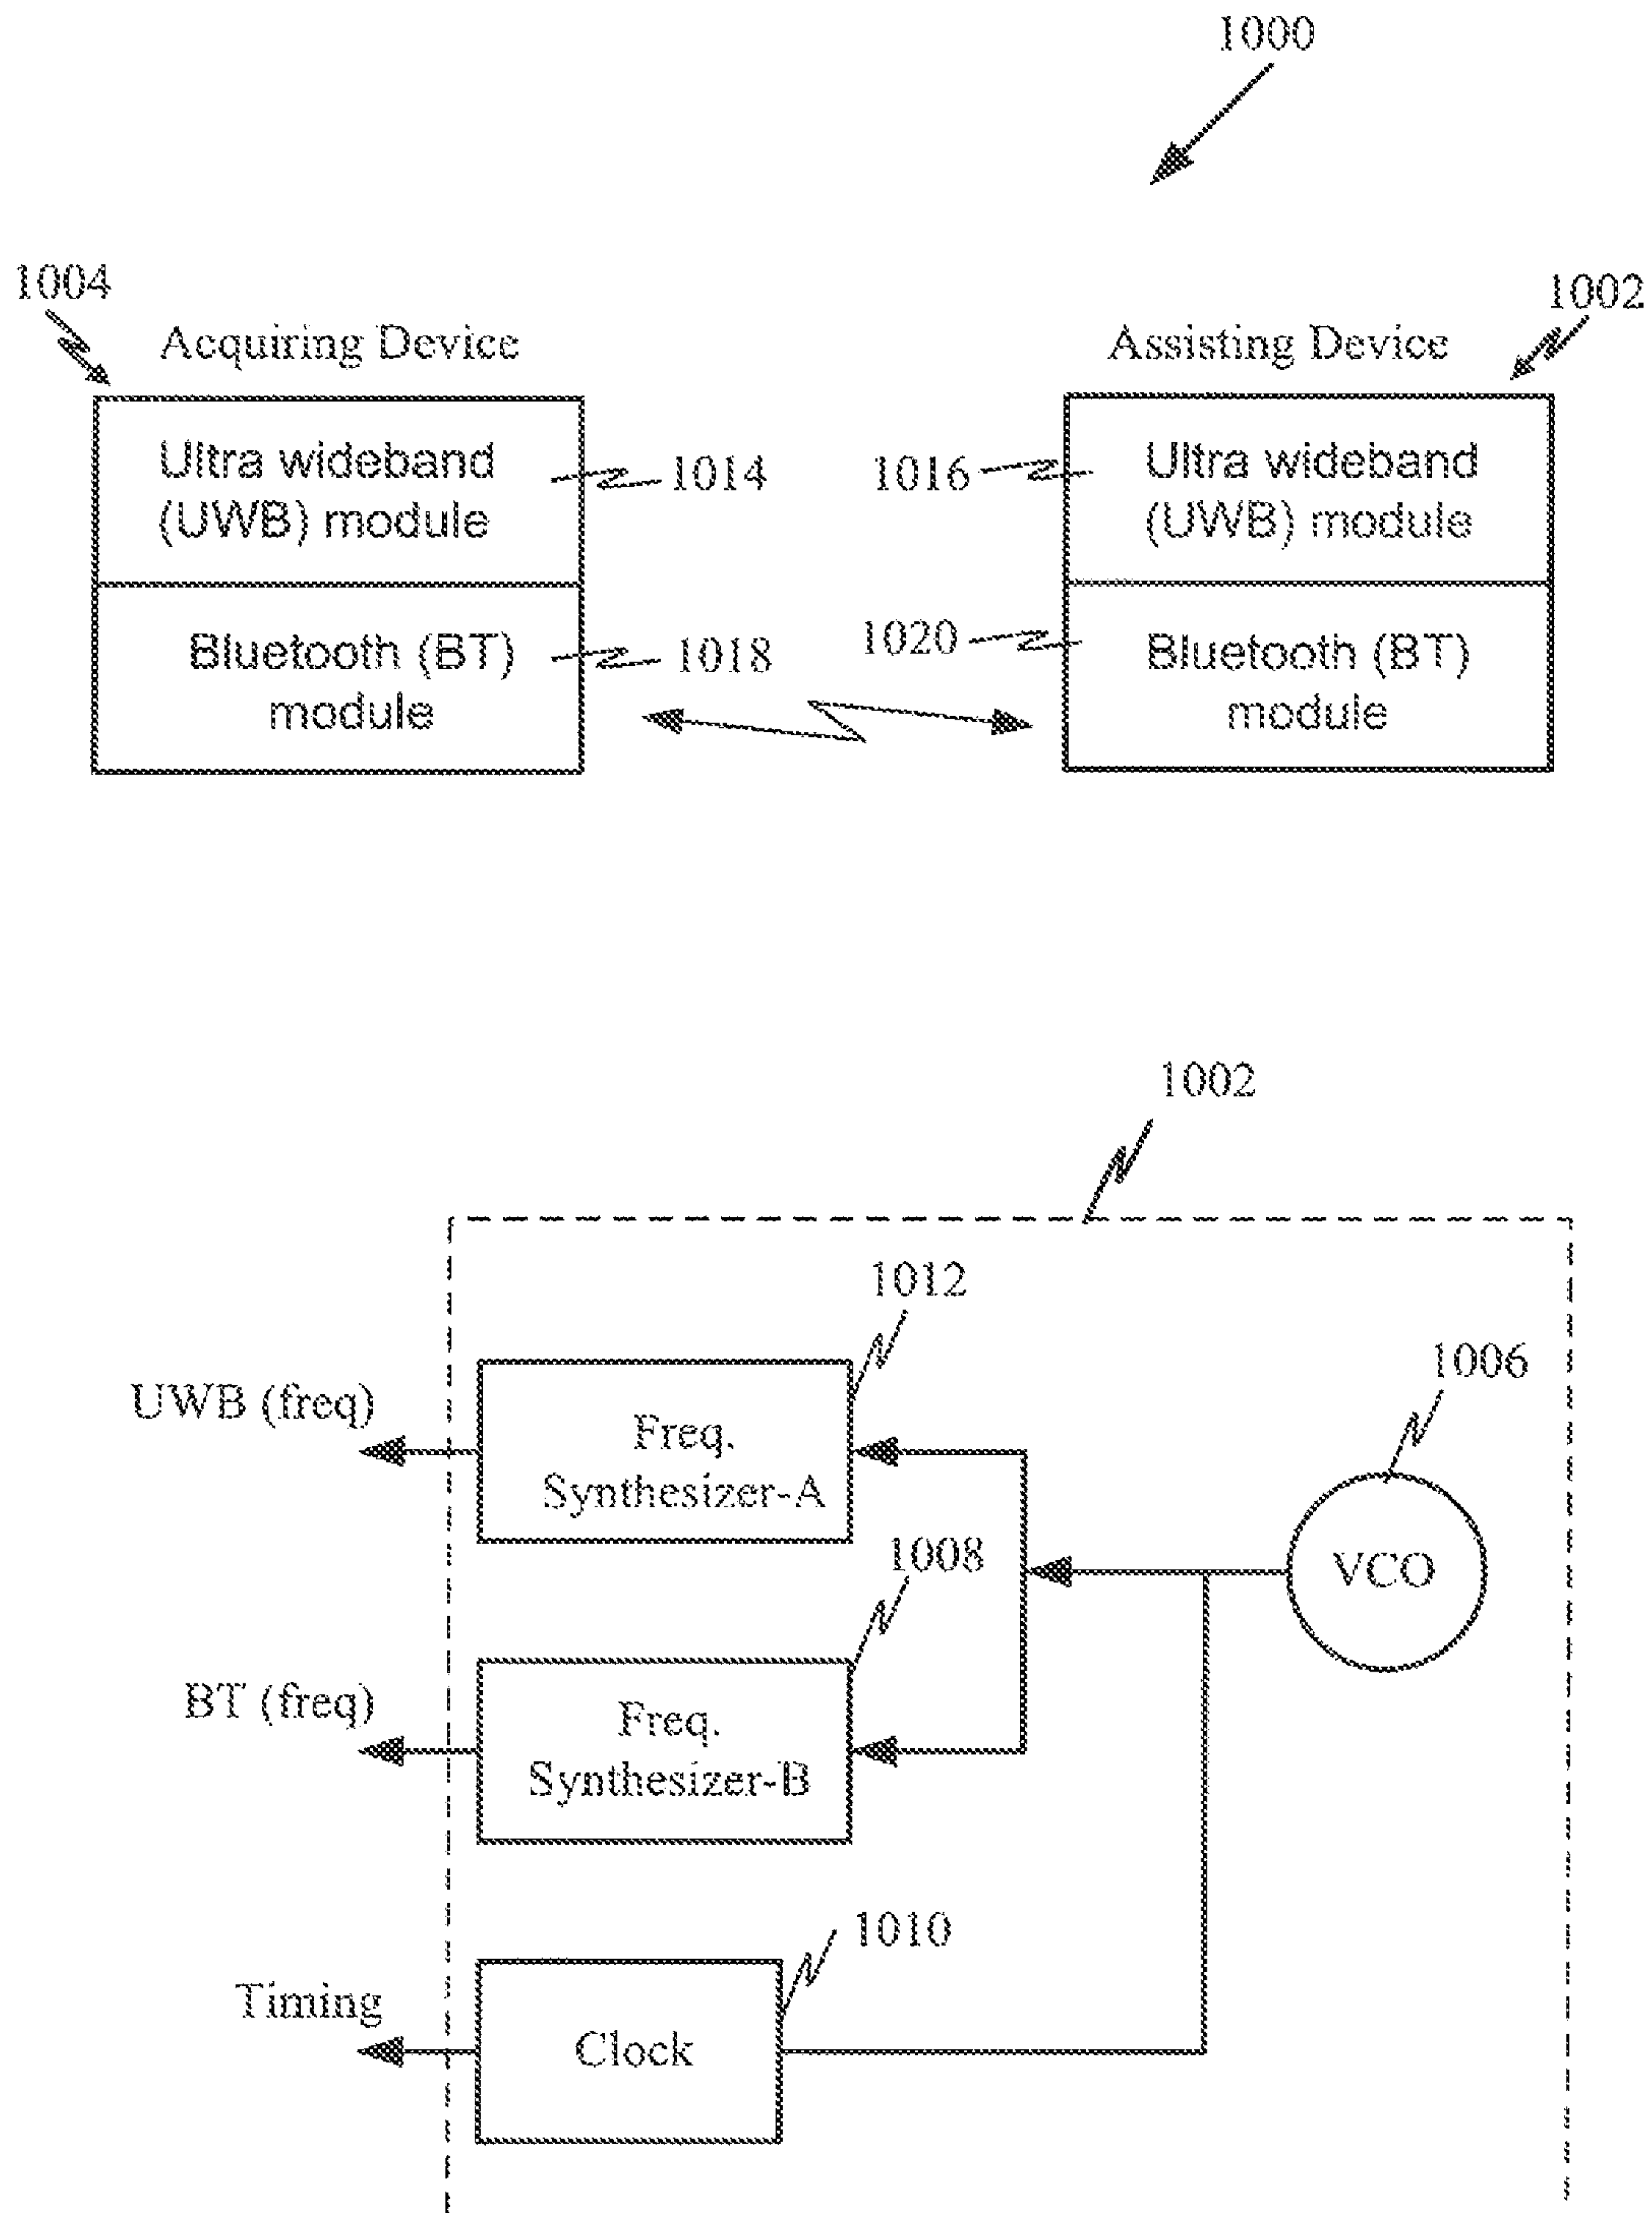 1000
1004
1002
Acquiring Device
Assisting Device
Ultra wideband
(UWB) module
1014
1016
Ultra wideband
(UWB) module
Bluetooth (BT)
module
1018
1020
Bluetooth (BT)
module
1002
1012
1006
UWB (freq)
Freq.
Synthesizer-A
1008
VCO
BT (freq)
Freq.
Synthesizer-B
1010
Timing
Clock